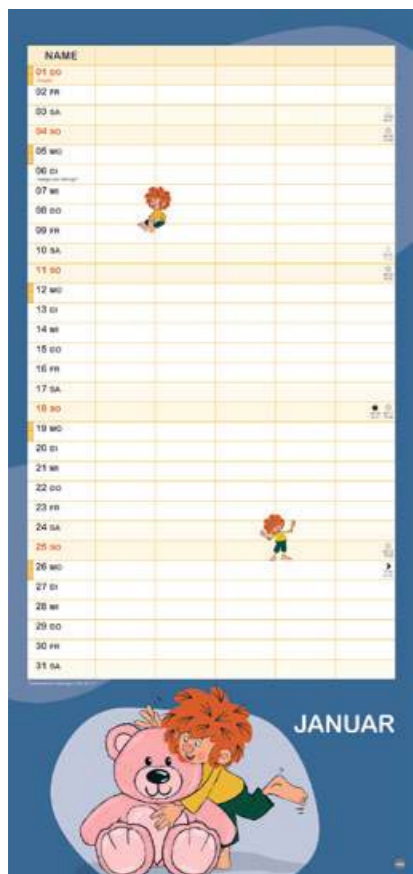 NAME
01 DO
02 FR
03 SA
04 SO
05 MO
06 DI
07 MI
08 DO
09 FR
10 SA
11 SO
12 MO
13 DI
14 MI
15 DO
16 FR
17 SA
18 SO
19 MO
20 DI
21 MI
22 DO
23 FR
24 SA
25 SO
26 MO
27 DI
28 MI
29 DO
30 FR
31 SA
JANUAR